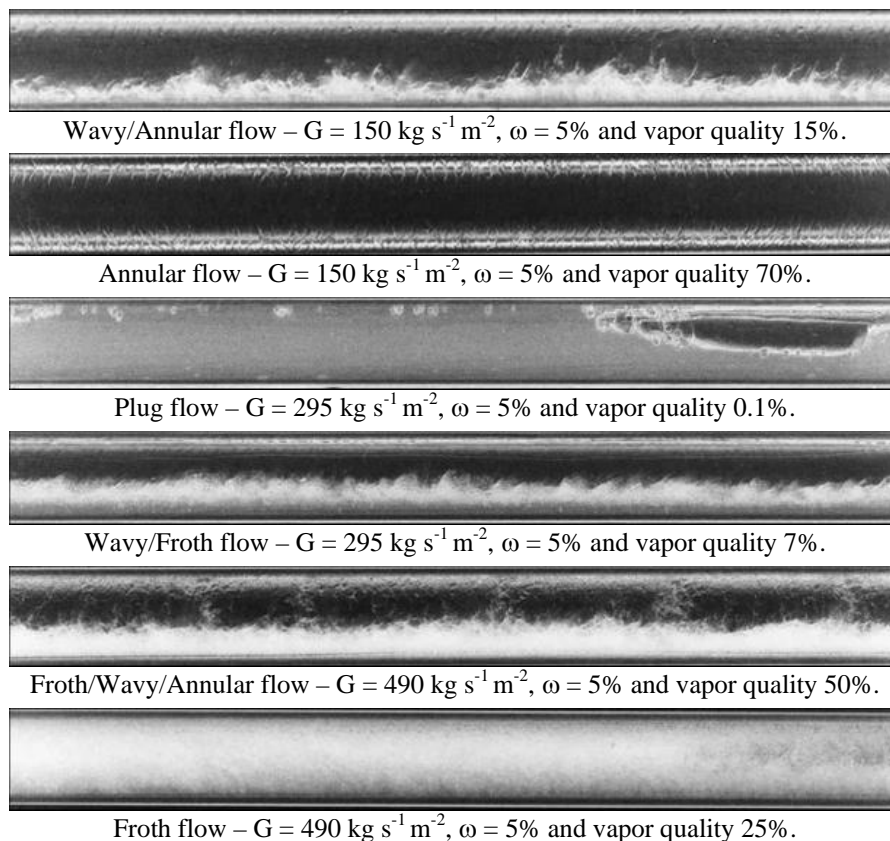 Wavy/Annular flow – G = 150 kg s⁻¹ m⁻², ω = 5% and vapor quality 15%.
Annular flow – G = 150 kg s⁻¹ m⁻², ω = 5% and vapor quality 70%.
Plug flow – G = 295 kg s⁻¹ m⁻², ω = 5% and vapor quality 0.1%.
Wavy/Froth flow – G = 295 kg s⁻¹ m⁻², ω = 5% and vapor quality 7%.
Froth/Wavy/Annular flow – G = 490 kg s⁻¹ m⁻², ω = 5% and vapor quality 50%.
Froth flow – G = 490 kg s⁻¹ m⁻², ω = 5% and vapor quality 25%.